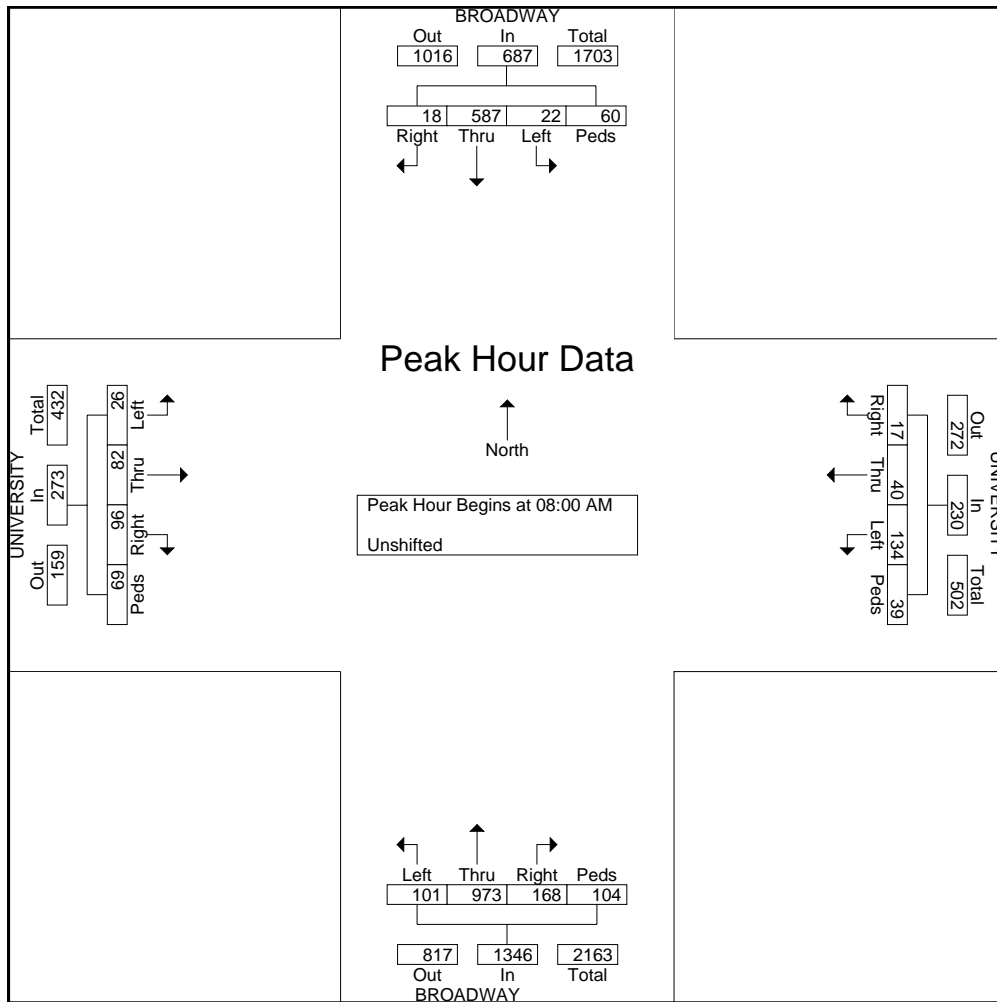 BROADWAY
Out In Total
1016 687 1703
18 587 22 60
Right Thru Left Peds
Peak Hour Data
North
Peak Hour Begins at 08:00 AM
Unshifted
UNIVERSITY
Total In Out
432 273 159
26 82 96 69
Left Thru Right Peds
UNIVERSITY
Out In Total
272 230 502
17 40 134 39
Right Thru Left Peds
Left Thru Right Peds
101 973 168 104
817 1346 2163
Out In Total
BROADWAY